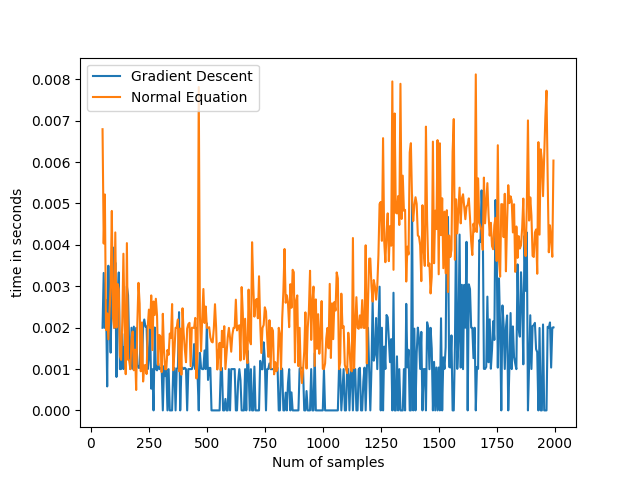 Gradient Descent
Normal Equation
0.008
0.007
0.006
0.005
0.004
0.003
0.002
0.001
0.000
time in seconds
0 250 500 750 1000 1250 1500 1750 2000
Num of samples